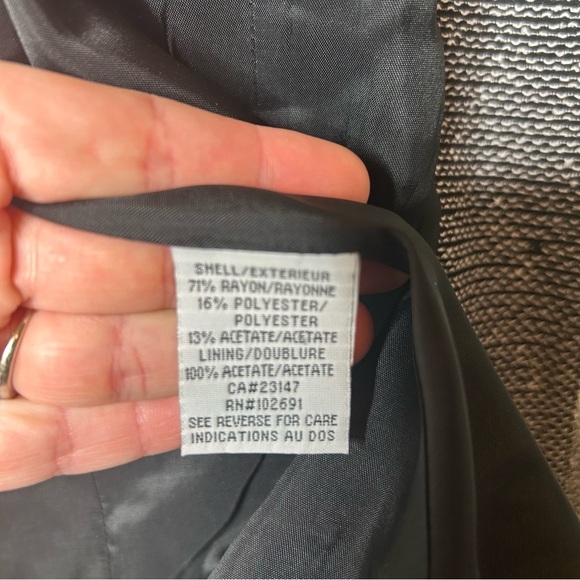 SHELL/EXTERIEUR
71% RAYON/RAYONNE
16% POLYESTER/
POLYESTER
13% ACETATE/ACETATE
LINING/DOUBLURE
100% ACETATE/ACETATE
CA#23147
RN#102691
SEE REVERSE FOR CARE
INDICATIONS AU DOS